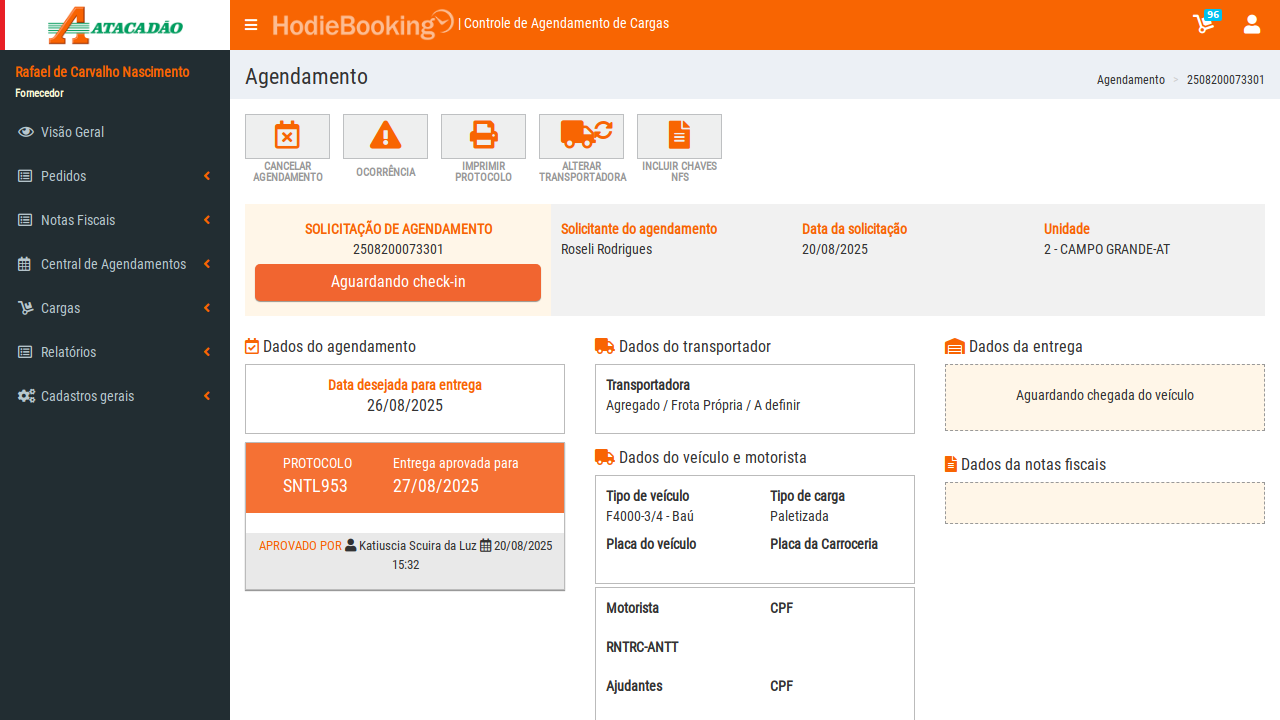 ATACADÃO
HodieBooking | Controle de Agendamento de Cargas
96
Rafael de Carvalho Nascimento
Fornecedor
Visão Geral
Pedidos
Notas Fiscais
Central de Agendamentos
Cargas
Relatórios
Cadastros gerais
Agendamento
Agendamento > 2508200073301
CANCELAR
AGENDAMENTO
OCORRÊNCIA
IMPRIMIR
PROTOCOLO
ALTERAR
TRANSPORTADORA
INCLUIR CHAVES
NFS
SOLICITAÇÃO DE AGENDAMENTO
2508200073301
Aguardando check-in
Solicitante do agendamento
Roseli Rodrigues
Data da solicitação
20/08/2025
Unidade
2 - CAMPO GRANDE-AT
Dados do agendamento
Data desejada para entrega
26/08/2025
PROTOCOLO
SNTL953
Entrega aprovada para
27/08/2025
APROVADO POR Katiuscia Scuira da Luz 20/08/2025
15:32
Dados do transportador
Transportadora
Agregado / Frota Própria / A definir
Dados do veículo e motorista
Tipo de veículo
F4000-3/4 - Baú
Tipo de carga
Paletizada
Placa do veículo
Placa da Carroceria
Motorista
CPF
RNTRC-ANTT
Ajudantes
CPF
Dados da entrega
Aguardando chegada do veículo
Dados da notas fiscais